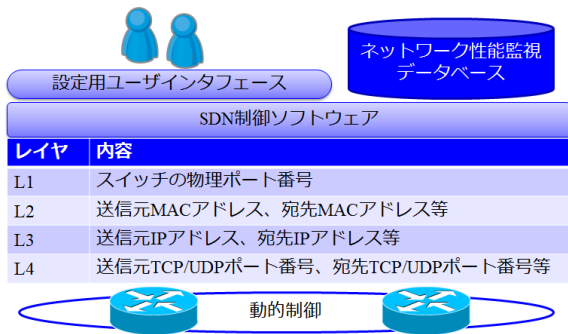 ネットワーク性能監視
データベース
設定用ユーザインタフェース
SDN制御ソフトウェア
レイヤ 内容
L1 スイッチの物理ポート番号
L2 送信元MACアドレス、宛先MACアドレス等
L3 送信元IPアドレス、宛先IPアドレス等
L4 送信元TCP/UDPポート番号、宛先TCP/UDPポート番号等
動的制御